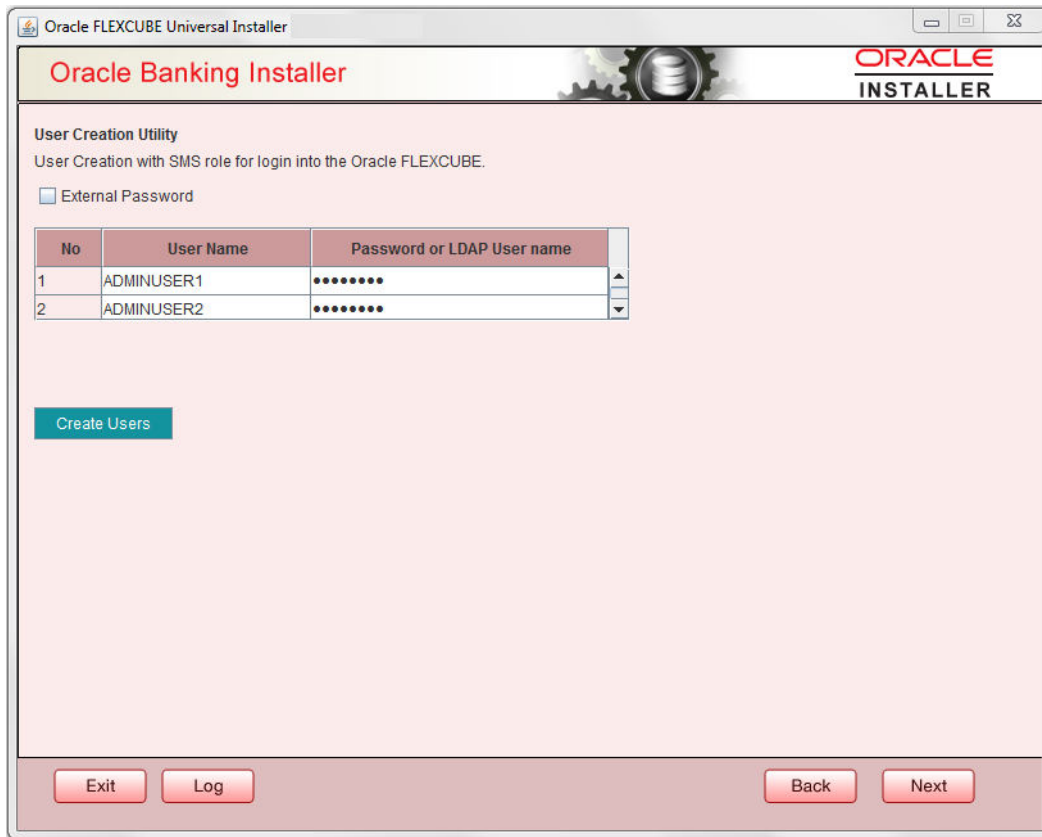 Oracle FLEXCUBE Universal Installer
Oracle Banking Installer
ORACLE
INSTALLER
User Creation Utility
User Creation with SMS role for login into the Oracle FLEXCUBE.
External Password
No User Name Password or LDAP User name
1 ADMINUSER1 ••••••••
2 ADMINUSER2 ••••••••
Create Users
Exit Log Back Next